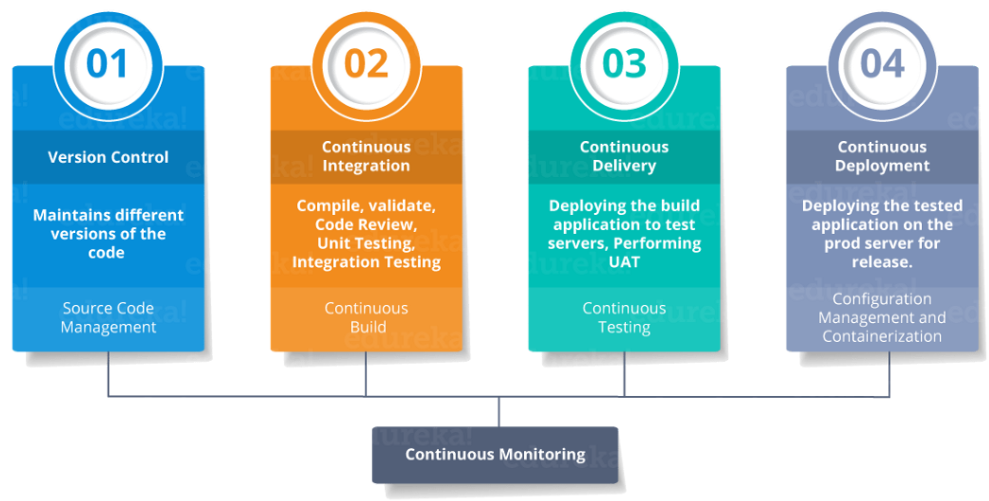 01
Version Control
Maintains different
versions of the
code
Source Code
Management
02
Continuous
Integration
Compile, validate,
Code Review,
Unit Testing,
Integration Testing
Continuous
Build
03
Continuous
Delivery
Deploying the build
application to test
servers, Performing
UAT
Continuous
Testing
04
Continuous
Deployment
Deploying the tested
application on the
prod server for
release.
Configuration
Management and
Containerization
Continuous Monitoring
edureka!